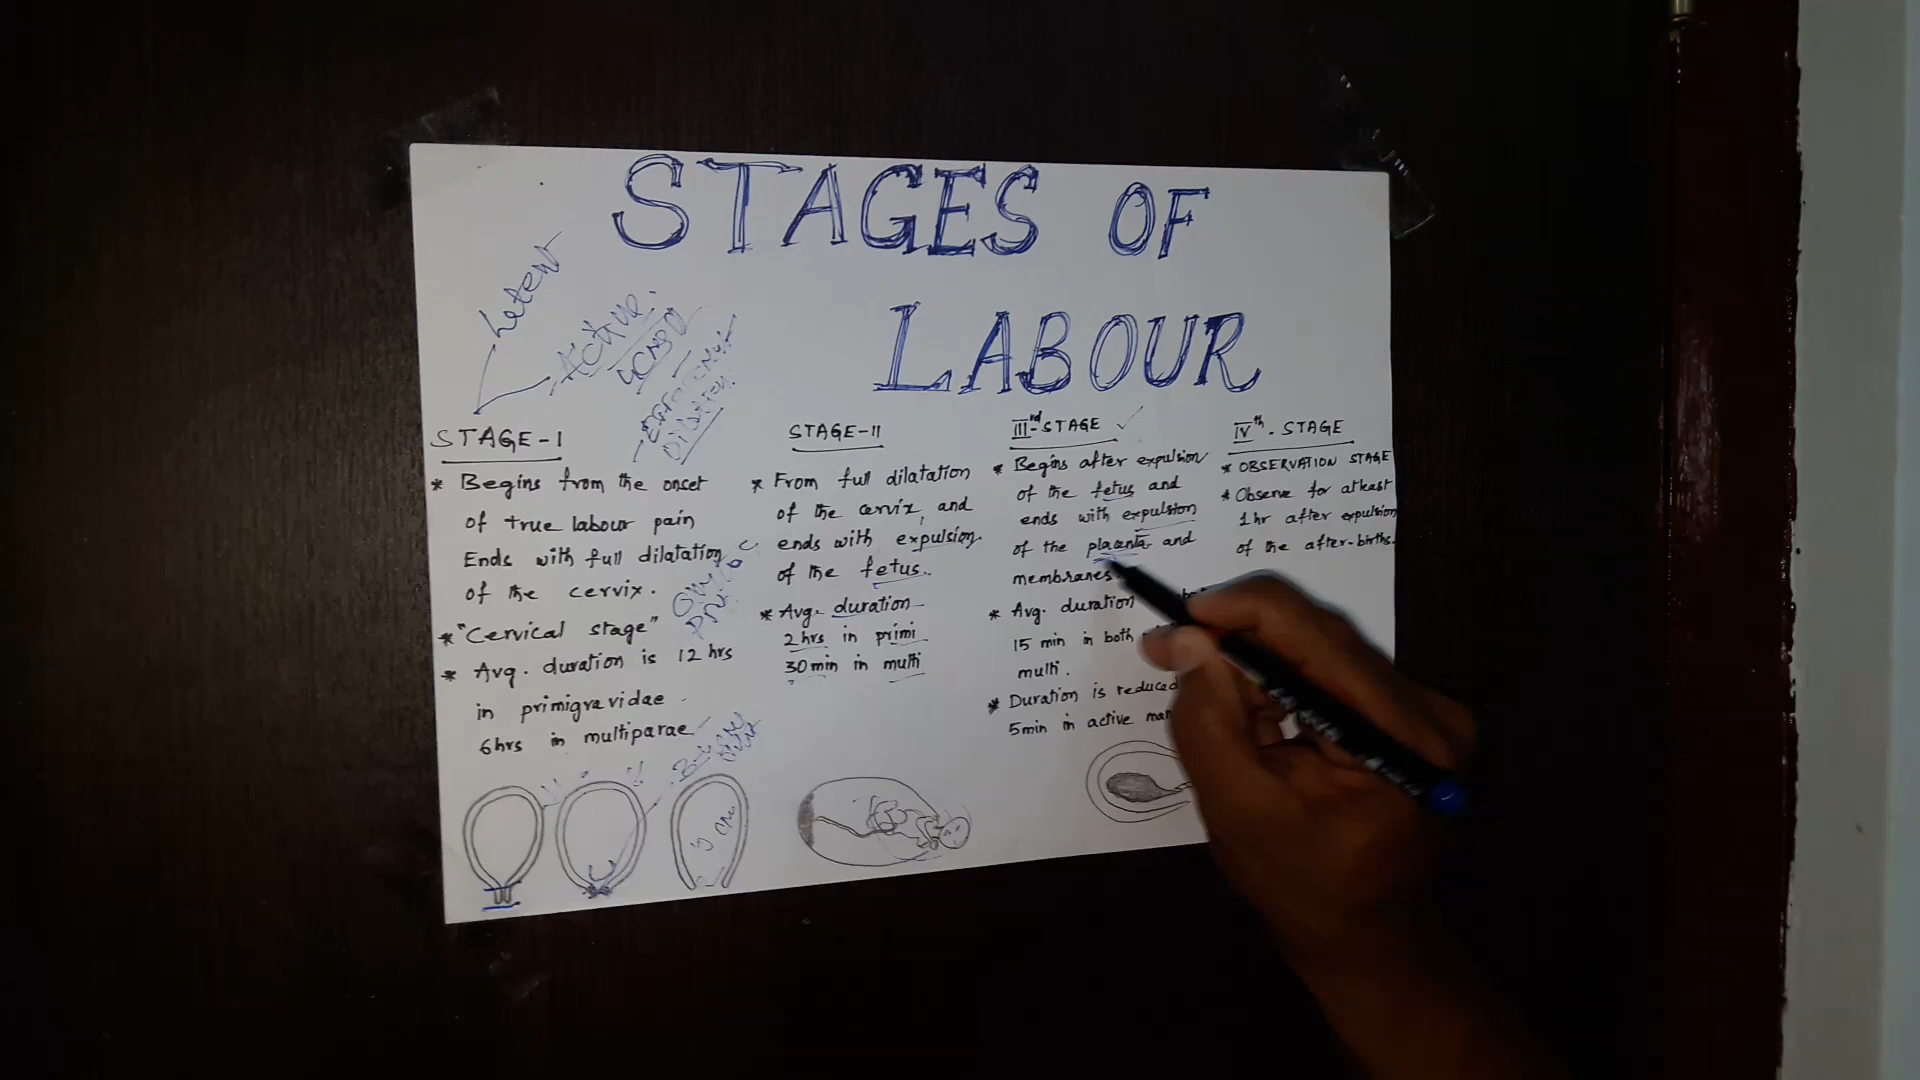 STAGES OF
LABOUR
Latent
Active
STAGE-I
* Begins from the onset
of true labour pain
Ends with full dilatation
of the cervix.
* "Cervical stage"
* Avg. duration is 12 hrs
in primigravidae
6hrs in multiparae
STAGE-II
* From full dilatation
of the cervix, and
ends with expulsion
of the fetus.
* Avg. duration
2 hrs in primi
30 min in multi
IIIrd STAGE
* Begins after expulsion
of the fetus and
ends with expulsion
of the placenta and
membranes.
* Avg. duration
15 min in both
multi.
* Duration is reduced
5min in active
IVth. STAGE
* OBSERVATION STAGE
* Observe for atleast
1hr after expulsion
of the after-births.